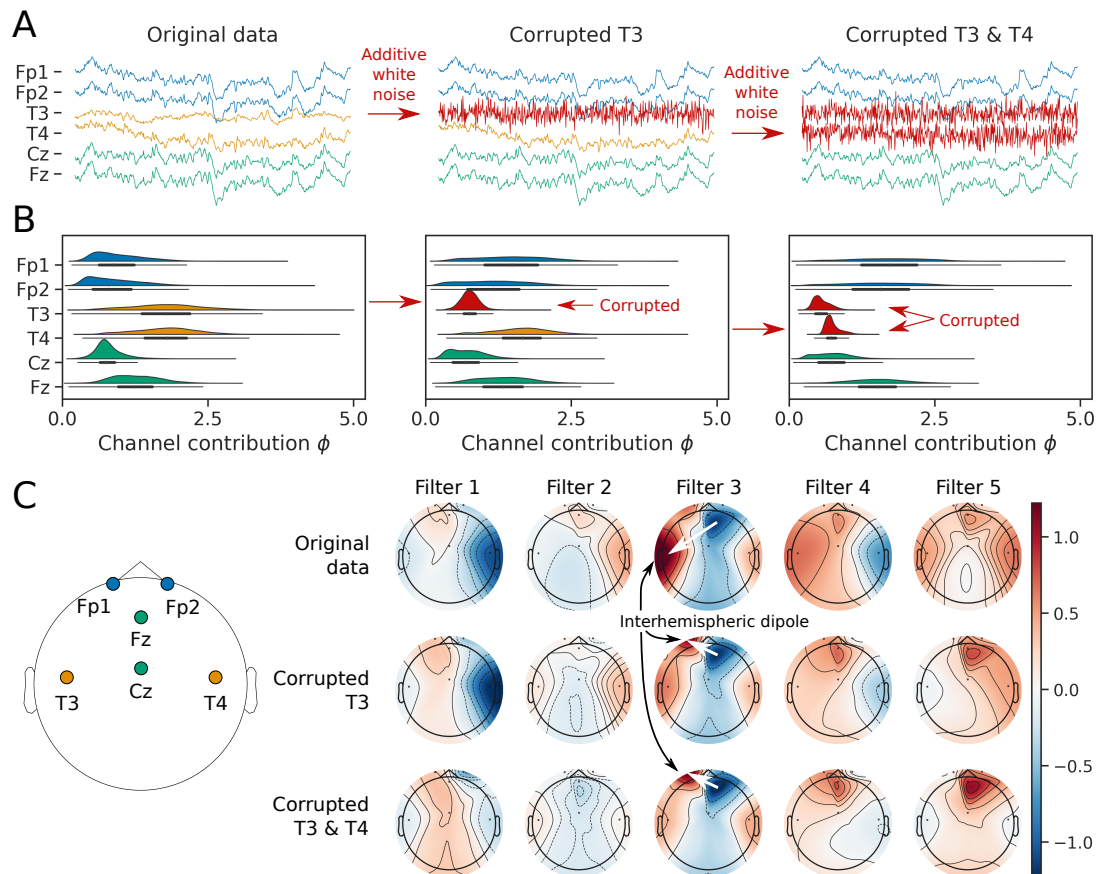 A
Original data
Corrupted T3
Corrupted T3 & T4
Additive
white
noise
Additive
white
noise
Fp1
Fp2
T3
T4
Cz
Fz
B
Fp1
Fp2
T3
T4
Cz
Fz
Corrupted
Corrupted
0.0 2.5 5.0
0.0 2.5 5.0
0.0 2.5 5.0
Channel contribution ϕ
Channel contribution ϕ
Channel contribution ϕ
C
Filter 1 Filter 2 Filter 3 Filter 4 Filter 5
Original
data
Interhemispheric dipole
Corrupted
T3
Corrupted
T3 & T4
Fp1
Fp2
Fz
Cz
T3
T4
1.0
0.5
0.0
−0.5
−1.0